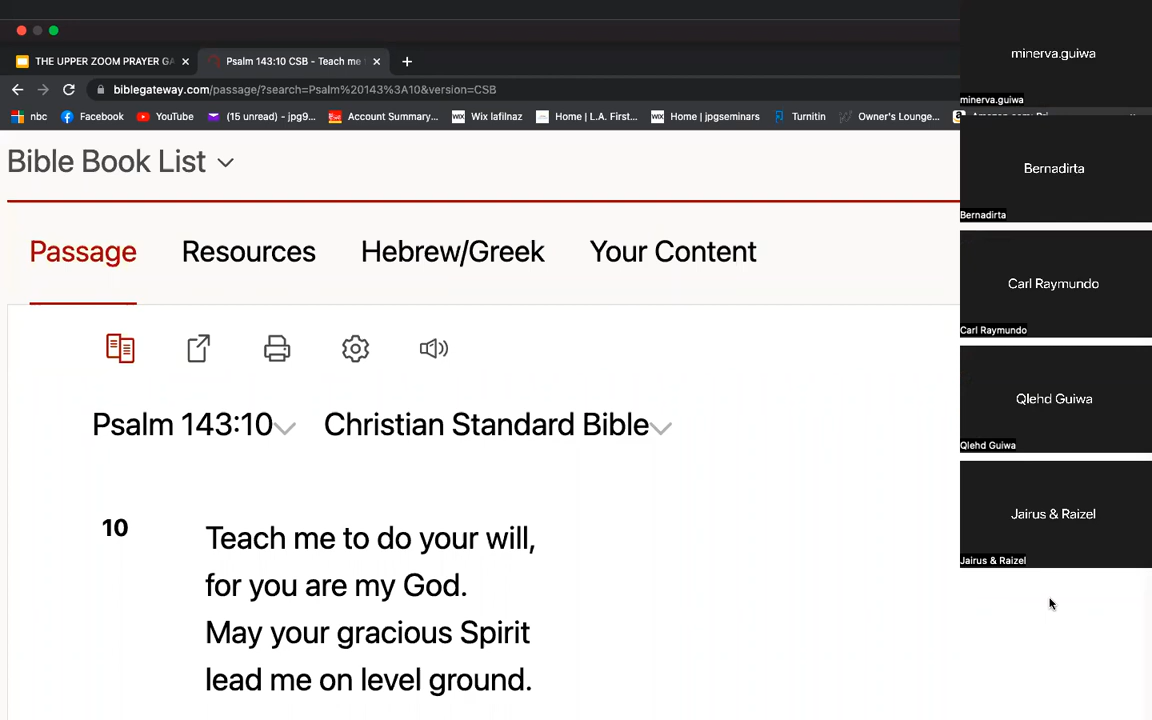 THE UPPER ZOOM PRAYER GA
Psalm 143:10 CSB - Teach me
biblegateway.com/passage/?search=Psalm%20143%3A10&version=CSB
nbc
Facebook
YouTube
(15 unread) - jpg9...
Account Summary...
Wix lafilnaz
Home | L.A. First...
Home | jpgseminars
Turnitin
Owner's Lounge...
Bible Book List
Passage
Resources
Hebrew/Greek
Your Content
Psalm 143:10
Christian Standard Bible
10
Teach me to do your will,
for you are my God.
May your gracious Spirit
lead me on level ground.
minerva.guiwa
minerva.guiwa
Bernadirta
Bernadirta
Carl Raymundo
Carl Raymundo
Qlehd Guiwa
Qlehd Guiwa
Jairus & Raizel
Jairus & Raizel